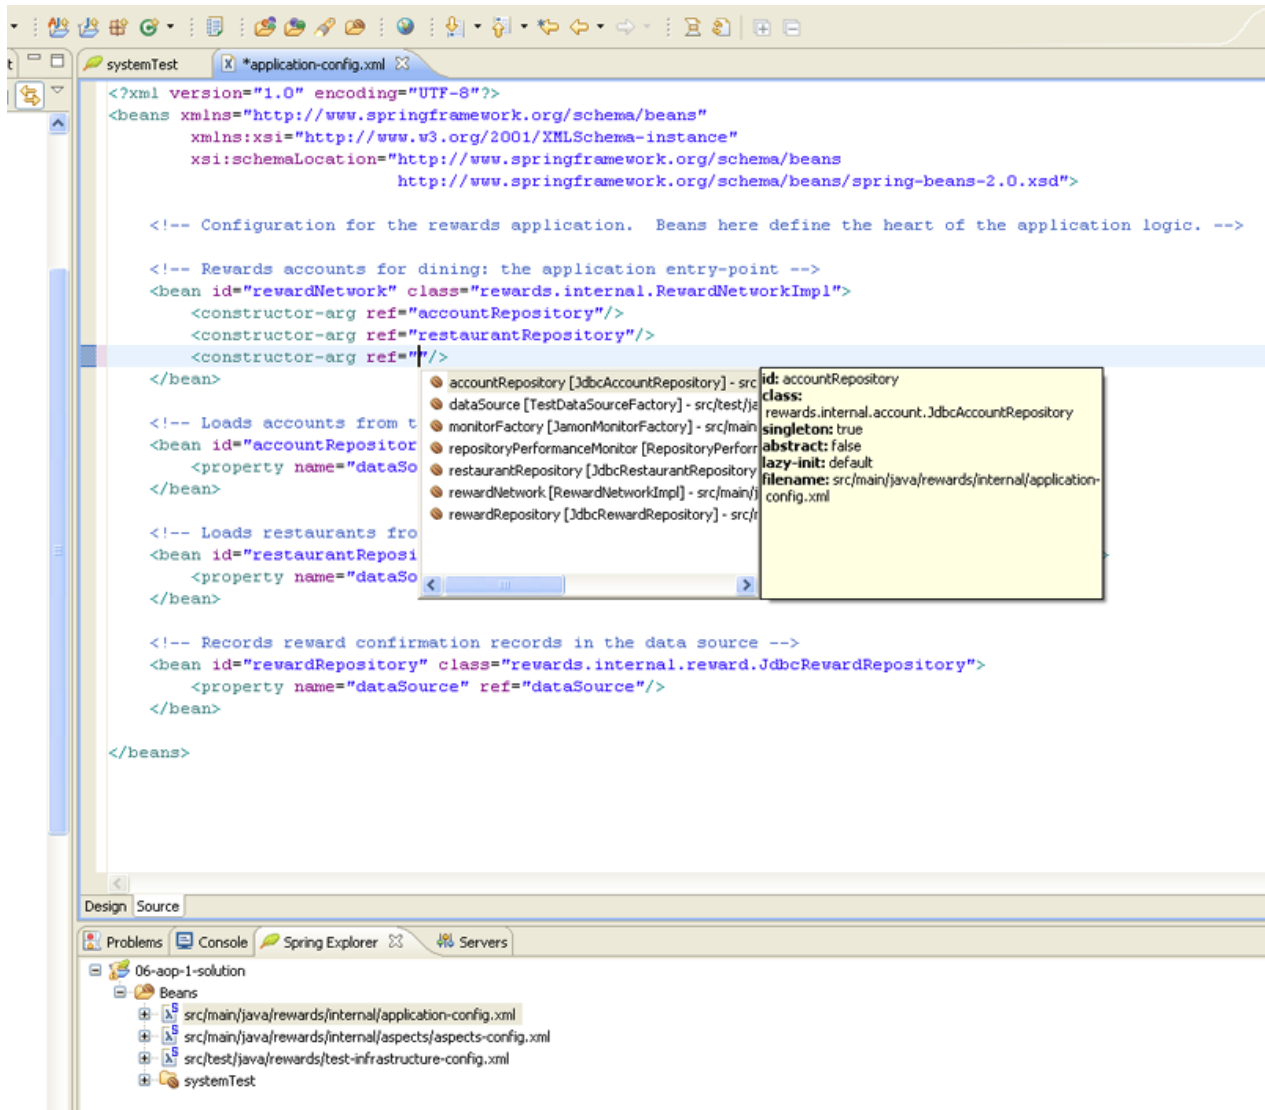 systemTest
*application-config.xml
<?xml version="1.0" encoding="UTF-8"?>
<beans xmlns="http://www.springframework.org/schema/beans"
xmlns:xsi="http://www.w3.org/2001/XMLSchema-instance"
xsi:schemaLocation="http://www.springframework.org/schema/beans
http://www.springframework.org/schema/beans/spring-beans-2.0.xsd">
<!-- Configuration for the rewards application.  Beans here define the heart of the application logic. -->
<!-- Rewards accounts for dining: the application entry-point -->
<bean id="rewardNetwork" class="rewards.internal.RewardNetworkImpl">
<constructor-arg ref="accountRepository"/>
<constructor-arg ref="restaurantRepository"/>
<constructor-arg ref=""/>
</bean>
<!-- Loads accounts from t
<bean id="accountRepositor
<property name="dataSo
</bean>
<!-- Loads restaurants fro
<bean id="restaurantReposi
<property name="dataSo
</bean>
accountRepository [JdbcAccountRepository] - src
dataSource [TestDataSourceFactory] - src/test/ja
monitorFactory [JamonMonitorFactory] - src/main
repositoryPerformanceMonitor [RepositoryPerforr
restaurantRepository [JdbcRestaurantRepository
rewardNetwork [RewardNetworkImpl] - src/main/j
rewardRepository [JdbcRewardRepository] - src/r
id: accountRepository
class:
rewards.internal.account.JdbcAccountRepository
singleton: true
abstract: false
lazy-init: default
filename: src/main/java/rewards/internal/application-
config.xml
<!-- Records reward confirmation records in the data source -->
<bean id="rewardRepository" class="rewards.internal.reward.JdbcRewardRepository">
<property name="dataSource" ref="dataSource"/>
</bean>
</beans>
Design Source
Problems Console Spring Explorer Servers
06-aop-1-solution
Beans
src/main/java/rewards/internal/application-config.xml
src/main/java/rewards/internal/aspects/aspects-config.xml
src/test/java/rewards/test-infrastructure-config.xml
systemTest